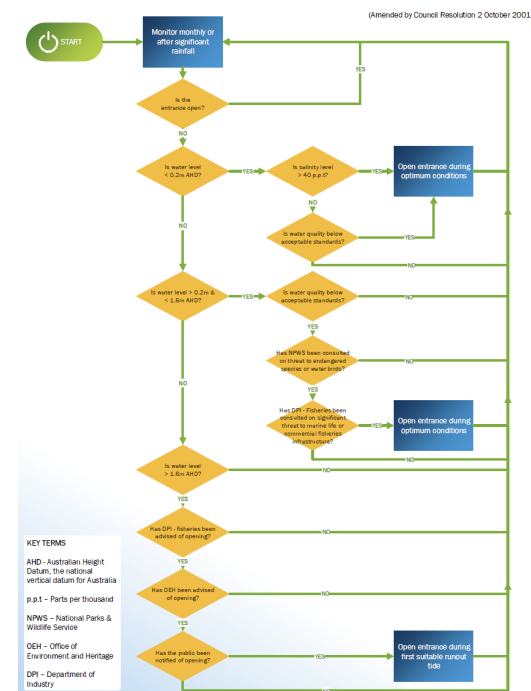 (Amended by Council Resolution 2 October 2001
START
Monitor monthly or
after significant
rainfall
YES
Is the
entrance open?
NO
Is water level
< 0.2m AHD?
YES
Is salinity level
> 40 p.p.t?
YES
Open entrance during
optimum conditions
NO
NO
Is water quality below
acceptable standards?
YES
NO
Is water level > 0.2m &
< 1.6m AHD?
YES
Is water quality below
acceptable standards?
NO
YES
Has NPWS been consulted
on threat to endangered
species or water birds?
NO
NO
YES
Has DPI - Fisheries been
consulted on significant
threat to marine life or
commercial fisheries
infrastructure?
YES
Open entrance during
optimum conditions
NO
Is water level
> 1.6m AHD?
NO
YES
Has DPI - fisheries been
advised of opening?
NO
YES
Has OEH been advised
of opening?
NO
YES
Has the public been
notified of opening?
YES
Open entrance during
first suitable runout
tide
NO
KEY TERMS
AHD - Australian Height
Datum, the national
vertical datum for Australia
p.p.t – Parts per thousand
NPWS – National Parks &
Wildlife Service
OEH – Office of
Environment and Heritage
DPI – Department of
Industry